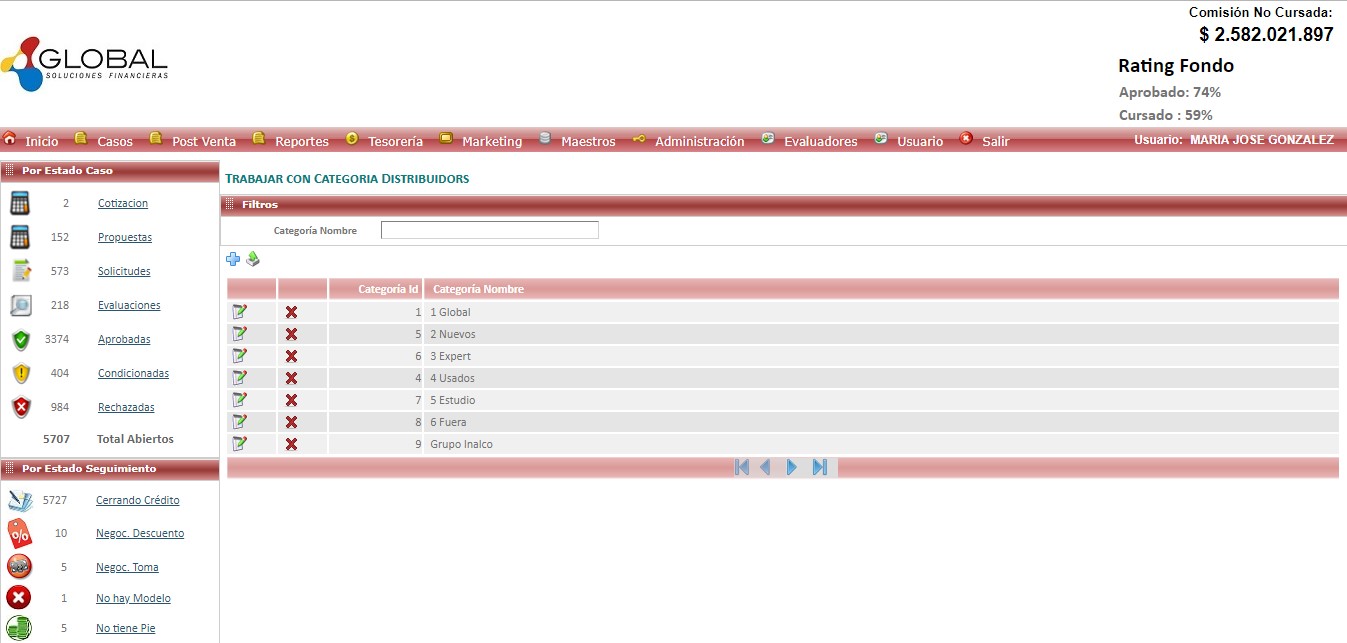 Comisión No Cursada:
$ 2.582.021.897
GLOBAL
SOLUCIONES FINANCIERAS
Rating Fondo
Aprobado: 74%
Cursado : 59%
Inicio Casos Post Venta Reportes Tesorería Marketing Maestros Administración Evaluadores Usuario Salir Usuario: MARIA JOSE GONZALEZ
Por Estado Caso
2 Cotizacion
152 Propuestas
573 Solicitudes
218 Evaluaciones
3374 Aprobadas
404 Condicionadas
984 Rechazadas
5707 Total Abiertos
Por Estado Seguimiento
5727 Cerrando Crédito
10 Negoc. Descuento
5 Negoc. Toma
1 No hay Modelo
5 No tiene Pie
TRABAJAR CON CATEGORIA DISTRIBUIDORS
Filtros
Categoría Nombre
Categoria Id Categoría Nombre
1 1 Global
5 2 Nuevos
6 3 Expert
4 4 Usados
7 5 Estudio
8 6 Fuera
9 Grupo Inalco